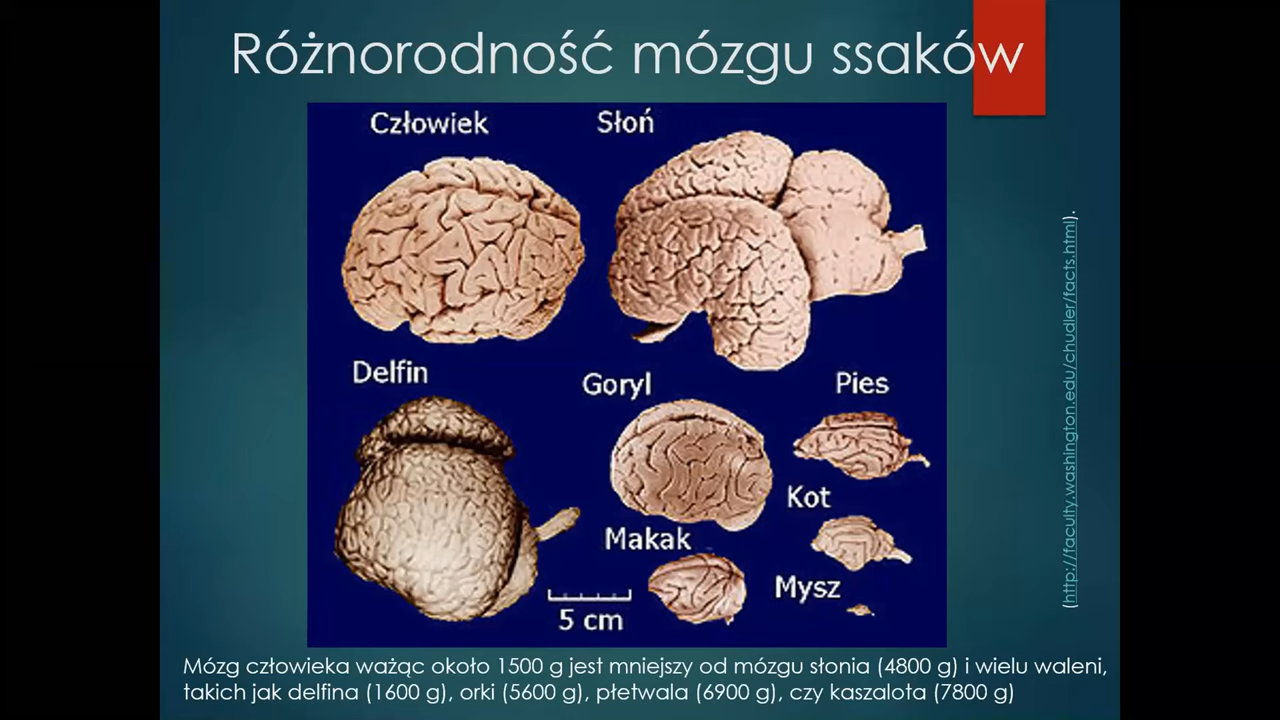 Różnorodność mózgu ssaków
Człowiek
Słoń
Delfin
Goryl
Pies
Kot
Makak
Mysz
5 cm
(http://faculty.washington.edu/chudler/facts.html).
Mózg człowieka ważąc około 1500 g jest mniejszy od mózgu słonia (4800 g) i wielu waleni,
takich jak delfina (1600 g), orki (5600 g), płetwala (6900 g), czy kaszalota (7800 g)